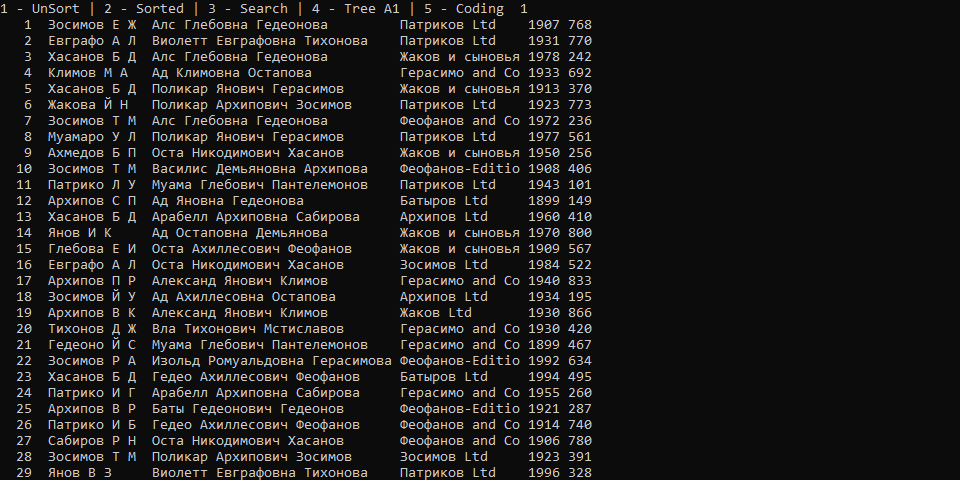 1 - UnSort | 2 - Sorted | 3 - Search | 4 - Tree A1 | 5 - Coding 1
1 Зосимов Е Ж Алс Глебовна Гедеонова Патриков Ltd 1907 768
2 Евграфо А Л Виолетт Евграфовна Тихонова Патриков Ltd 1931 770
3 Хасанов Б Д Алс Глебовна Гедеонова Жаков и сыновья 1978 242
4 Климов М А Ад Климовна Остапова Герасимо and Co 1933 692
5 Хасанов Б Д Поликар Янович Герасимов Жаков и сыновья 1913 370
6 Жакова Й Н Поликар Архипович Зосимов Патриков Ltd 1923 773
7 Зосимов Т М Алс Глебовна Гедеонова Феофанов and Co 1972 236
8 Муамаро У Л Поликар Янович Герасимов Патриков Ltd 1977 561
9 Ахмедов Б П Оста Никодимович Хасанов Жаков и сыновья 1950 256
10 Зосимов Т М Василис Демьяновна Архипова Феофанов-Editio 1908 406
11 Патрико Л У Муама Глебович Пантелемонов Патриков Ltd 1943 101
12 Архипов С П Ад Яновна Гедеонова Батыров Ltd 1899 149
13 Хасанов Б Д Арабелл Архиповна Сабирова Архипов Ltd 1960 410
14 Янов И К Ад Остаповна Демьянова Жаков и сыновья 1970 800
15 Глебова Е И Оста Ахиллесович Феофанов Жаков и сыновья 1909 567
16 Евграфо А Л Оста Никодимович Хасанов Зосимов Ltd 1984 522
17 Архипов П Р Александ Янович Климов Герасимо and Co 1940 833
18 Зосимов Й У Ад Ахиллесовна Остапова Архипов Ltd 1934 195
19 Архипов В К Александ Янович Климов Жаков Ltd 1930 866
20 Тихонов Д Ж Вла Тихонович Мстиславов Герасимо and Co 1930 420
21 Гедеоно Й С Муама Глебович Пантелемонов Герасимо and Co 1899 467
22 Зосимов Р А Изольд Ромуальдовна Герасимова Феофанов-Editio 1992 634
23 Хасанов Б Д Гедео Ахиллесович Феофанов Батыров Ltd 1994 495
24 Патрико И Г Арабелл Архиповна Сабирова Герасимо and Co 1955 260
25 Архипов В Р Баты Гедеонович Гедеонов Феофанов-Editio 1921 287
26 Патрико И Б Гедео Ахиллесович Феофанов Феофанов and Co 1914 740
27 Сабиров Р Н Оста Никодимович Хасанов Феофанов and Co 1906 780
28 Зосимов Т М Поликар Архипович Зосимов Зосимов Ltd 1923 391
29 Янов В З Виолетт Евграфовна Тихонова Патриков Ltd 1996 328